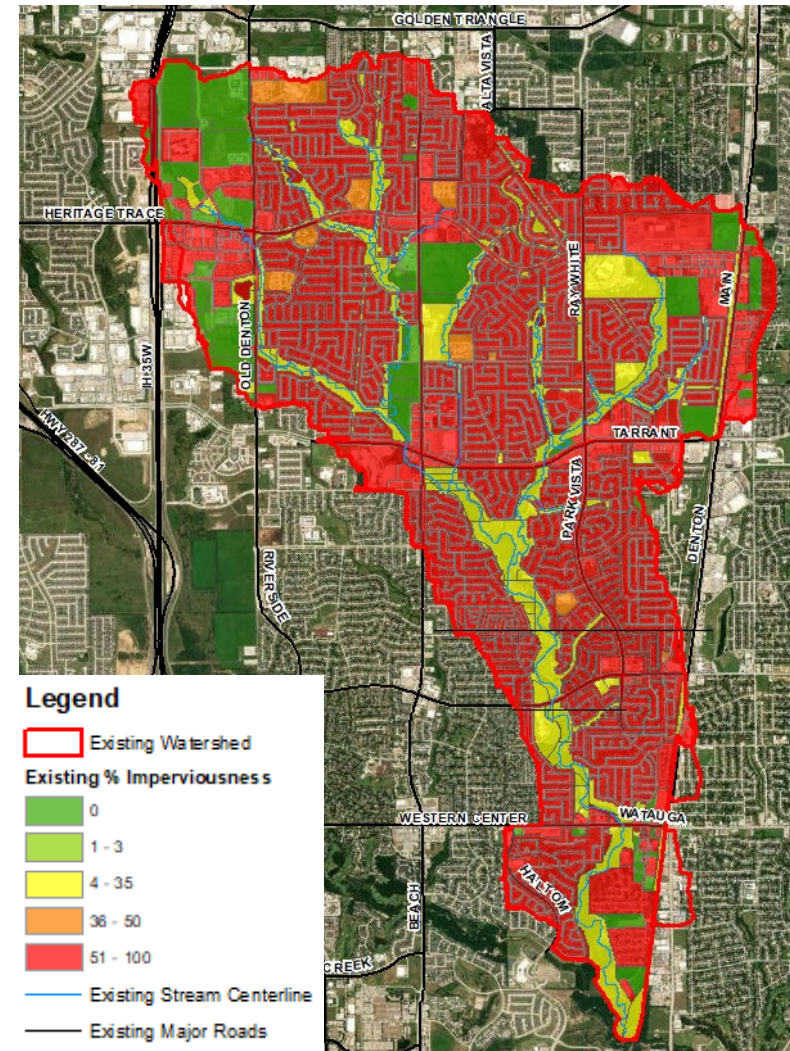 GOLDEN TRIANGLE
ALTA VISTA
HERITAGE TRACE
RAY WHITE
MAIN
OLD DENTON
IH 35W
HWY 287 - 81
TARRANT
PARK VISTA
DENTON
RIVERSIDE
Legend
Existing Watershed
Existing % Imperviousness
0
1 - 3
4 - 35
36 - 50
51 - 100
Existing Stream Centerline
Existing Major Roads
WESTERN CENTER
WATAUGA
HALTOM
BEACH
CREEK